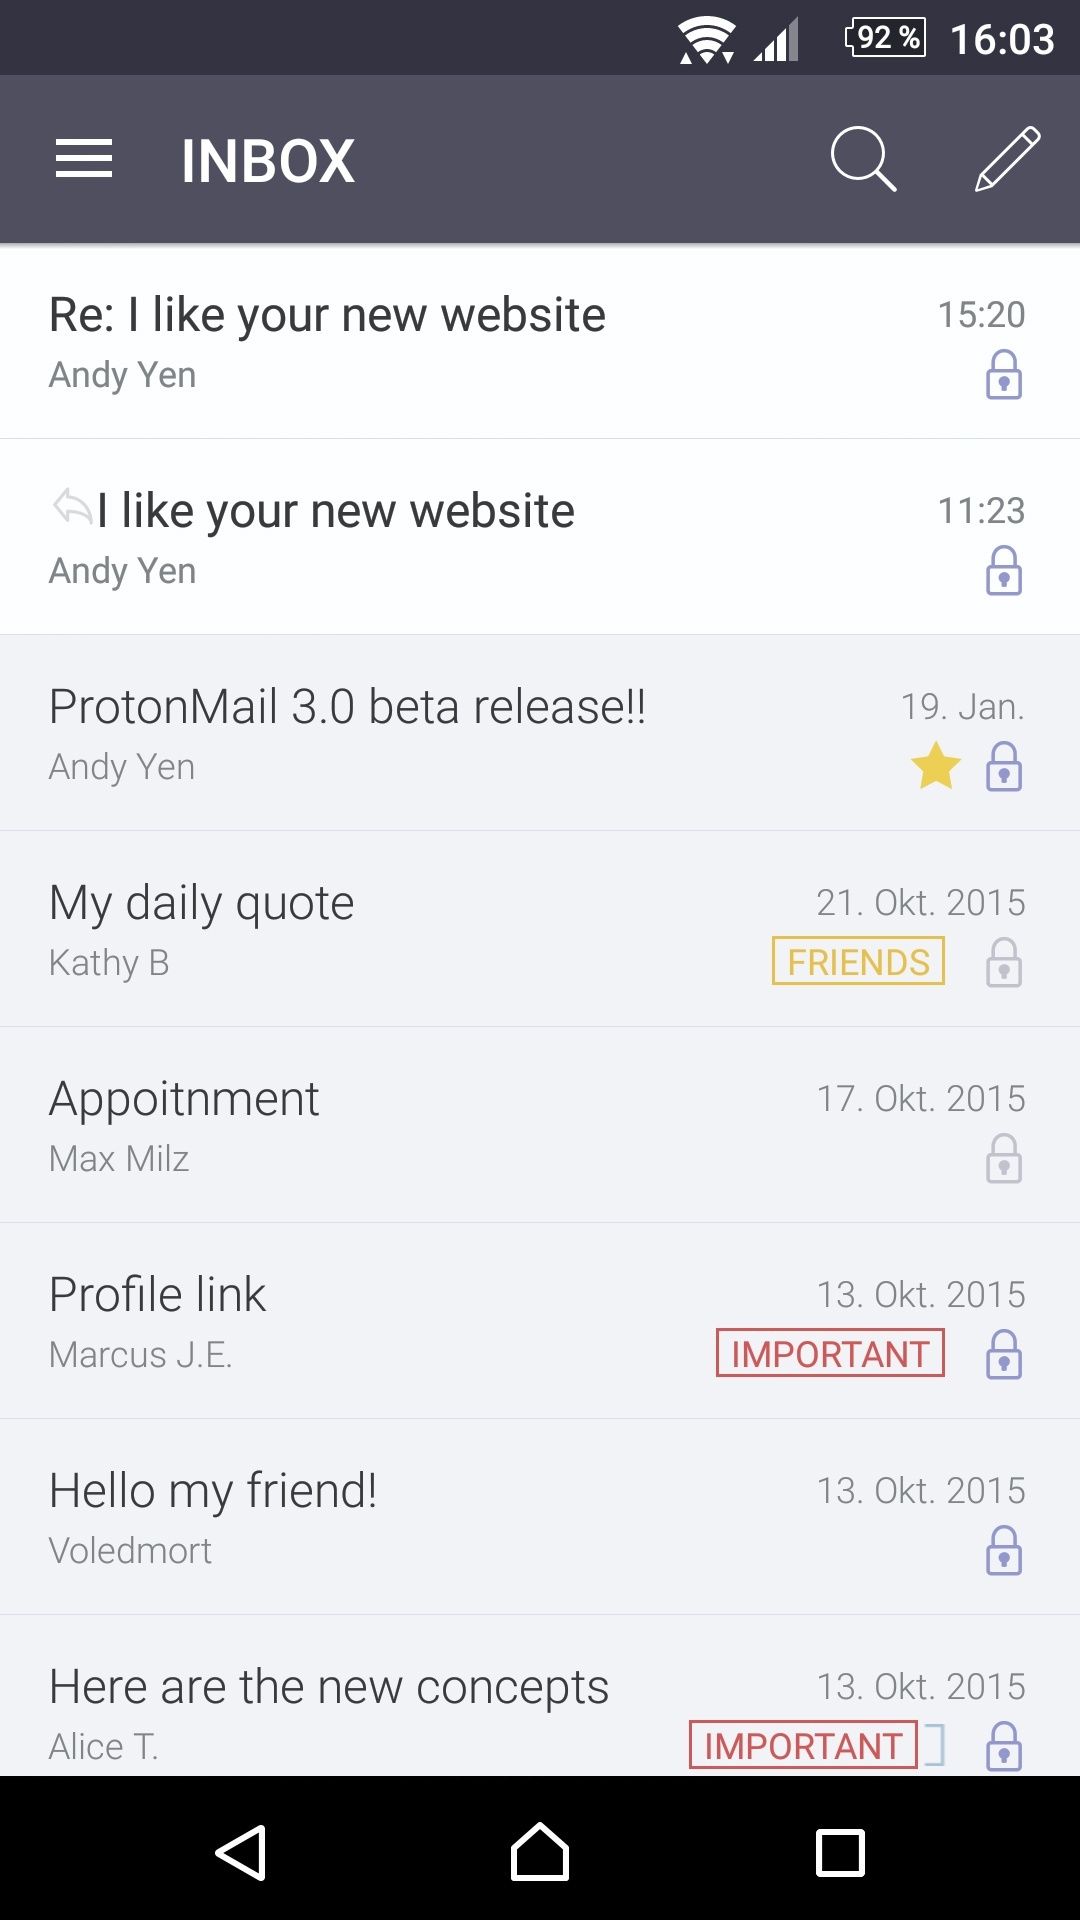 92 % 16:03
INBOX
Re: I like your new website 15:20
Andy Yen
I like your new website 11:23
Andy Yen
ProtonMail 3.0 beta release!! 19. Jan.
Andy Yen
My daily quote 21. Okt. 2015
Kathy B FRIENDS
Appoitnment 17. Okt. 2015
Max Milz
Profile link 13. Okt. 2015
Marcus J.E. IMPORTANT
Hello my friend! 13. Okt. 2015
Voledmort
Here are the new concepts 13. Okt. 2015
Alice T. IMPORTANT